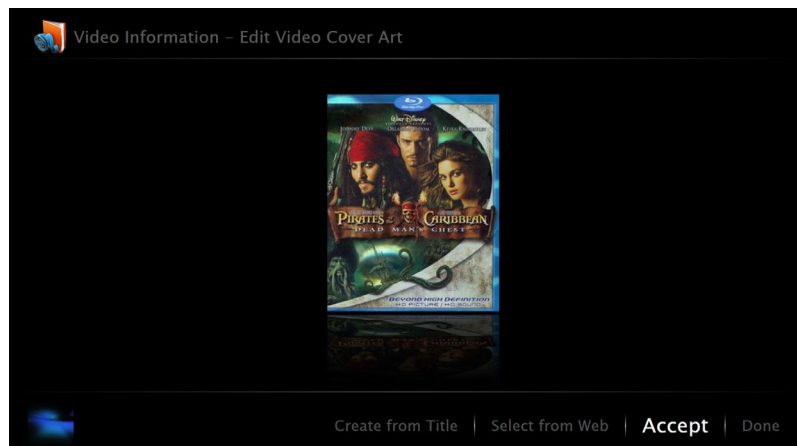 Video Information – Edit Video Cover Art
Blu-ray Disc
Walt Disney
JOHNNY DEPP ORLANDO BLOOM KEIRA KNIGHTLEY
PIRATES of the CARIBBEAN
DEAD MAN'S CHEST
BEYOND HIGH DEFINITION
HD PICTURE / HD SOUND
Create from Title | Select from Web | Accept | Done